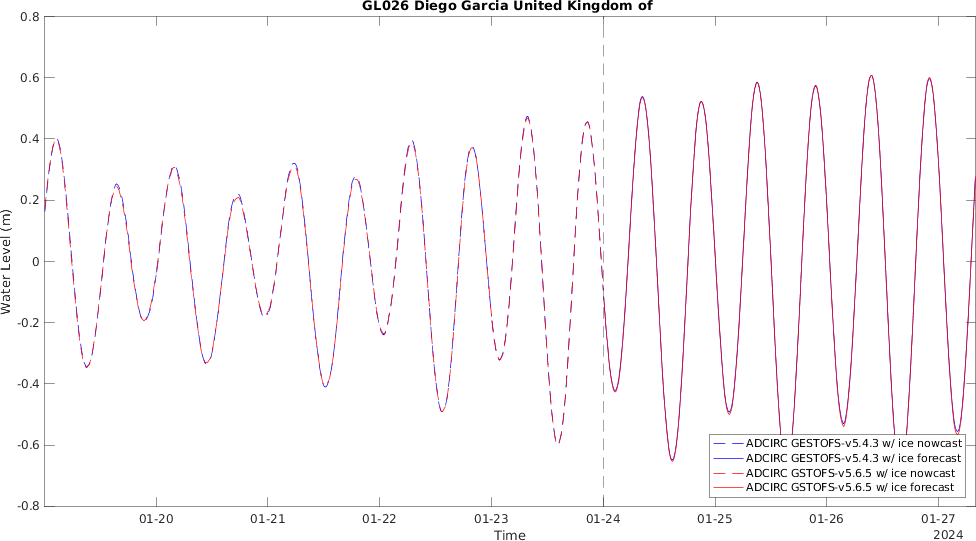 GL026 Diego Garcia United Kingdom of
0.8
0.6
0.4
0.2
0
-0.2
-0.4
-0.6
-0.8
Water Level (m)
ADCIRC GESTOFS-v5.4.3 w/ ice nowcast
ADCIRC GESTOFS-v5.4.3 w/ ice forecast
ADCIRC GSTOFS-v5.6.5 w/ ice nowcast
ADCIRC GSTOFS-v5.6.5 w/ ice forecast
01-20 01-21 01-22 01-23 01-24 01-25 01-26 01-27
Time
2024